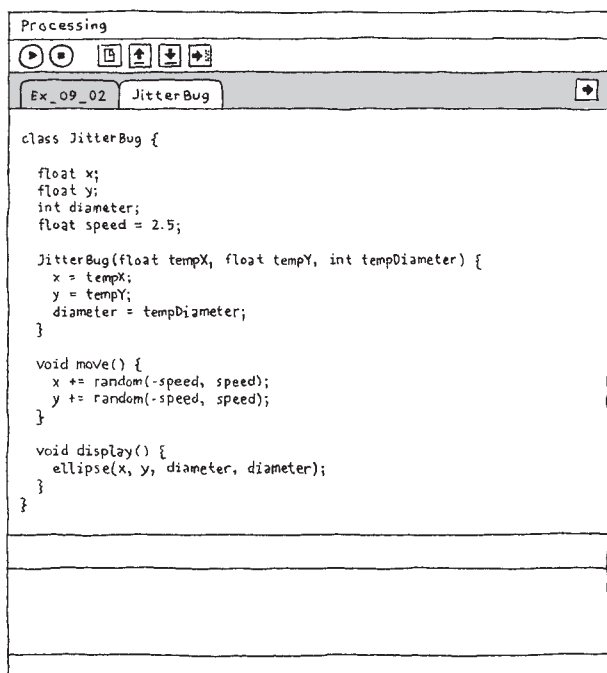 Processing
Ex_09_02 JitterBug
class JitterBug {
float x;
float y;
int diameter;
float speed = 2.5;
JitterBug(float tempX, float tempY, int tempDiameter) {
x = tempX;
y = tempY;
diameter = tempDiameter;
}
void move() {
x += random(-speed, speed);
y += random(-speed, speed);
}
void display() {
ellipse(x, y, diameter, diameter);
}
}